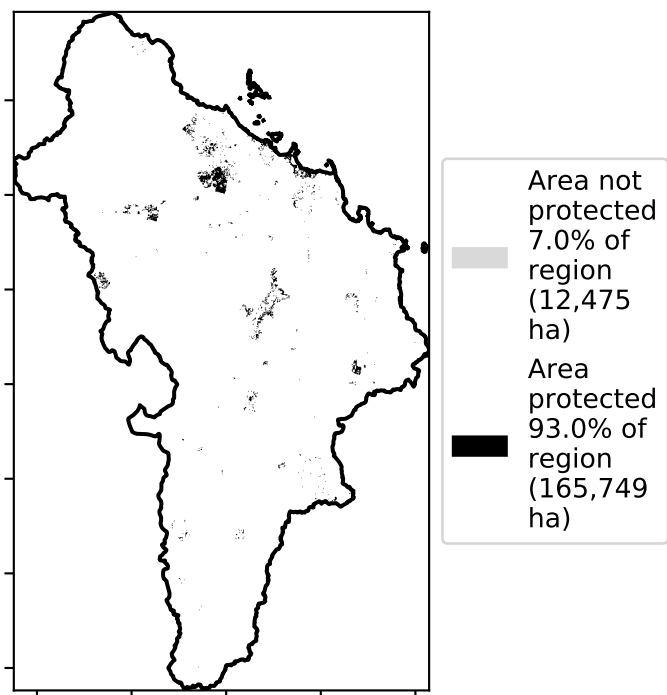 Area not
protected
7.0% of
region
(12,475
ha)
Area
protected
93.0% of
region
(165,749
ha)